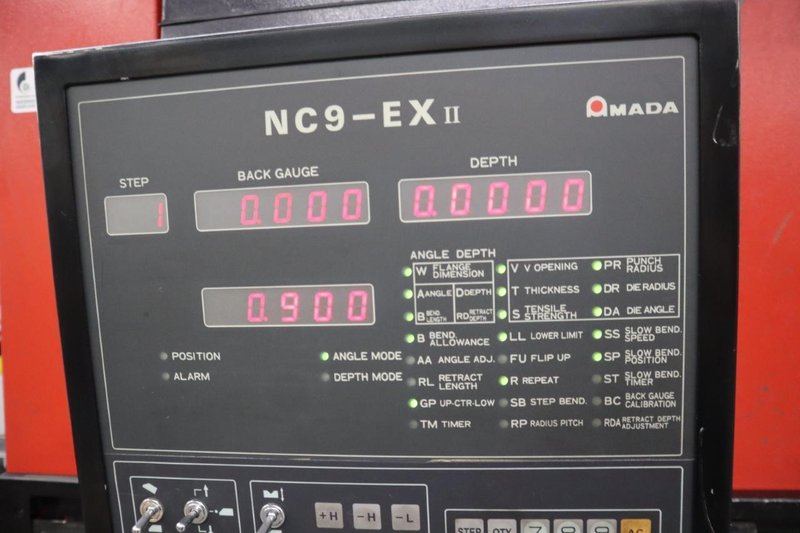 NC9-EX II
AMADA
STEP
BACK GAUGE
DEPTH
1
0.000
0.0000
0.900
ANGLE DEPTH
W FLANGE DIMENSION
V V OPENING
PR PUNCH RADIUS
A ANGLE
D DEPTH
T THICKNESS
DR DIE RADIUS
B BEND. LENGTH
RD RETRACT DEPTH
S TENSILE STRENGTH
DA DIE ANGLE
B BEND. ALLOWANCE
LL LOWER LIMIT
SS SLOW BEND. SPEED
POSITION
ANGLE MODE
AA ANGLE ADJ.
FU FLIP UP
SP SLOW BEND. POSITION
ALARM
DEPTH MODE
RL RETRACT LENGTH
R REPEAT
ST SLOW BEND. TIMER
GP UP-CTR-LOW
SB STEP BEND.
BC BACK GAUGE CALIBRATION
TM TIMER
RP RADIUS PITCH
RDA RETRACT DEPTH ADJUSTMENT
+H
-H
-L
STEP
QTY
7
8
9
AC